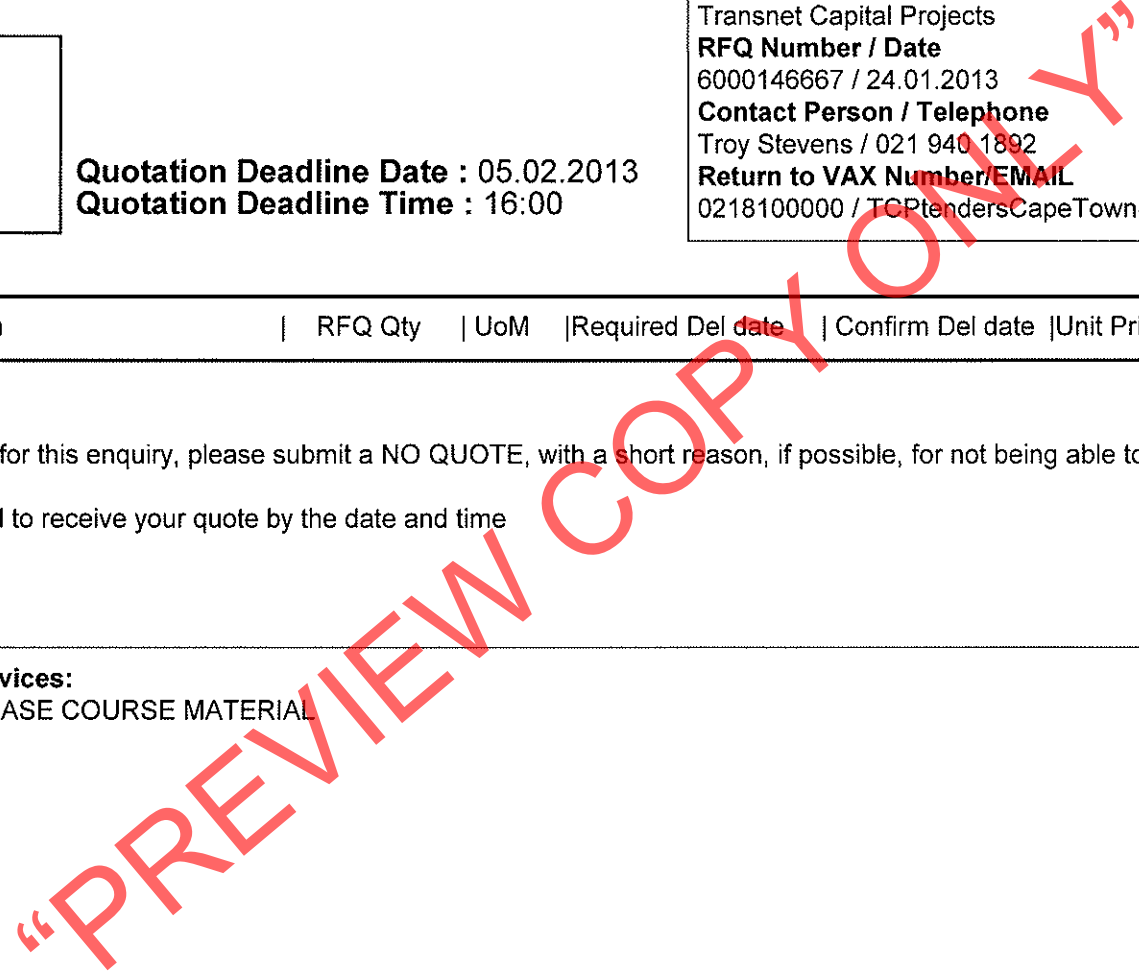 Transnet Capital Projects
RFQ Number / Date
6000146667 / 24.01.2013
Contact Person / Telephone
Troy Stevens / 021 940 1892
Return to VAX Number/EMAIL
0218100000 / TCPtendersCapeTown
Quotation Deadline Date : 05.02.2013
Quotation Deadline Time : 16:00
| RFQ Qty | UoM |Required Del date | Confirm Del date |Unit Pri
for this enquiry, please submit a NO QUOTE, with a short reason, if possible, for not being able to
to receive your quote by the date and time
vices:
ASE COURSE MATERIAL
“PREVIEW COPY ONLY”